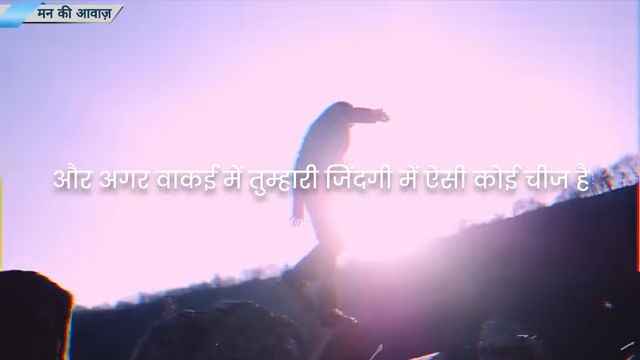 मन की आवाज़
और अगर वाकई में तुम्हारी जिंदगी में ऐसी कोई चीज है